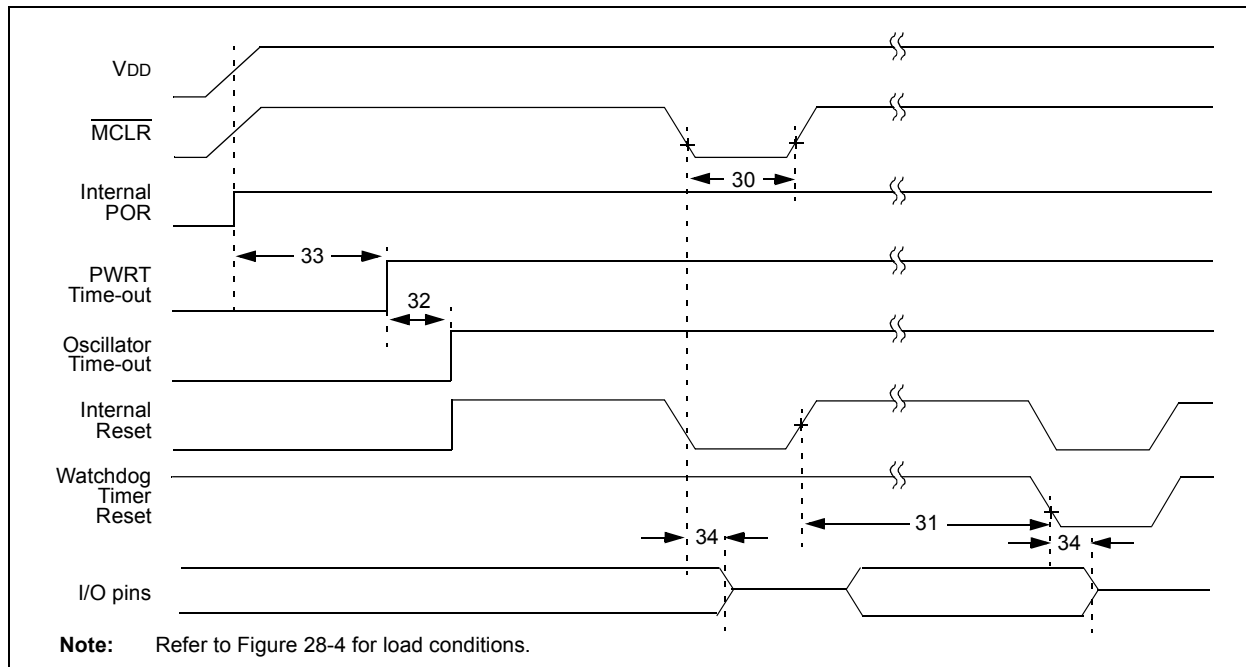 VDD
MCLR
30
Internal
POR
33
PWRT
Time-out
32
Oscillator
Time-out
Internal
Reset
Watchdog
Timer
Reset
31
34
34
I/O pins
Note: Refer to Figure 28-4 for load conditions.